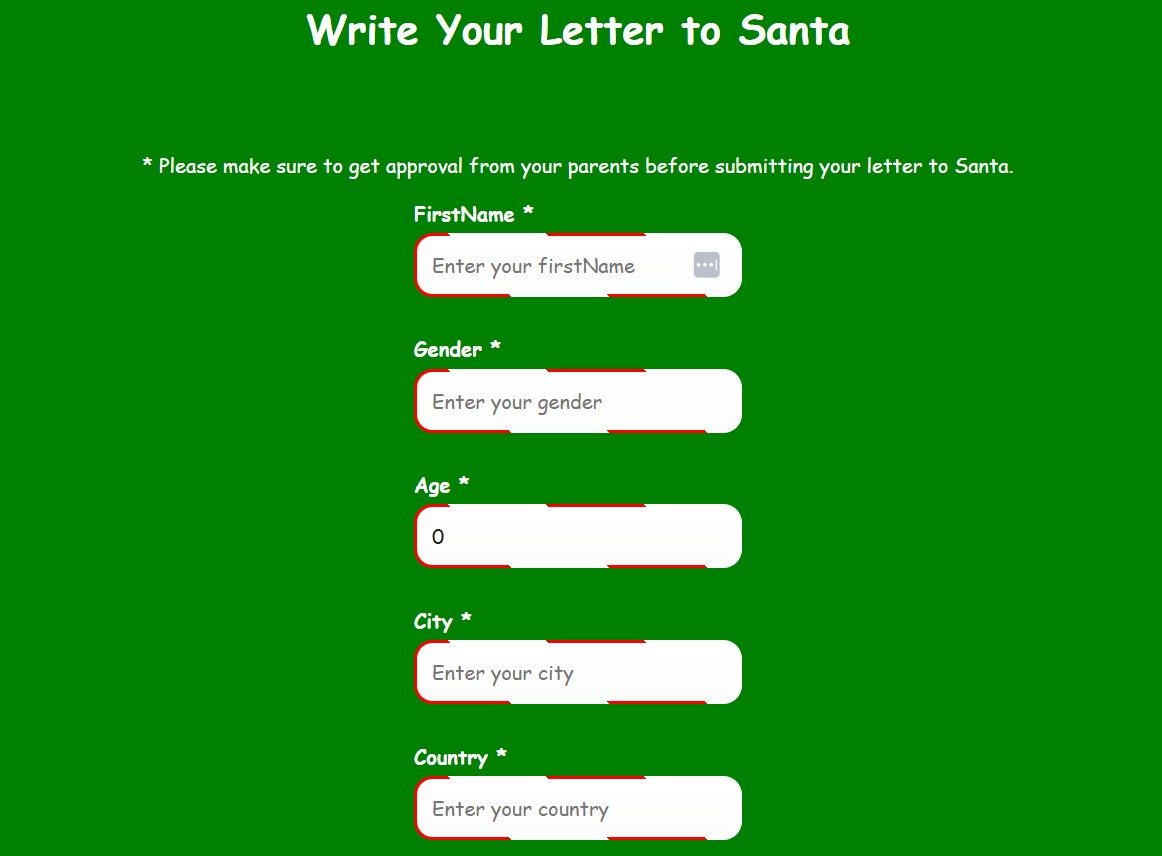 Write Your Letter to Santa
* Please make sure to get approval from your parents before submitting your letter to Santa.
FirstName *
Enter your firstName
Gender *
Enter your gender
Age *
0
City *
Enter your city
Country *
Enter your country